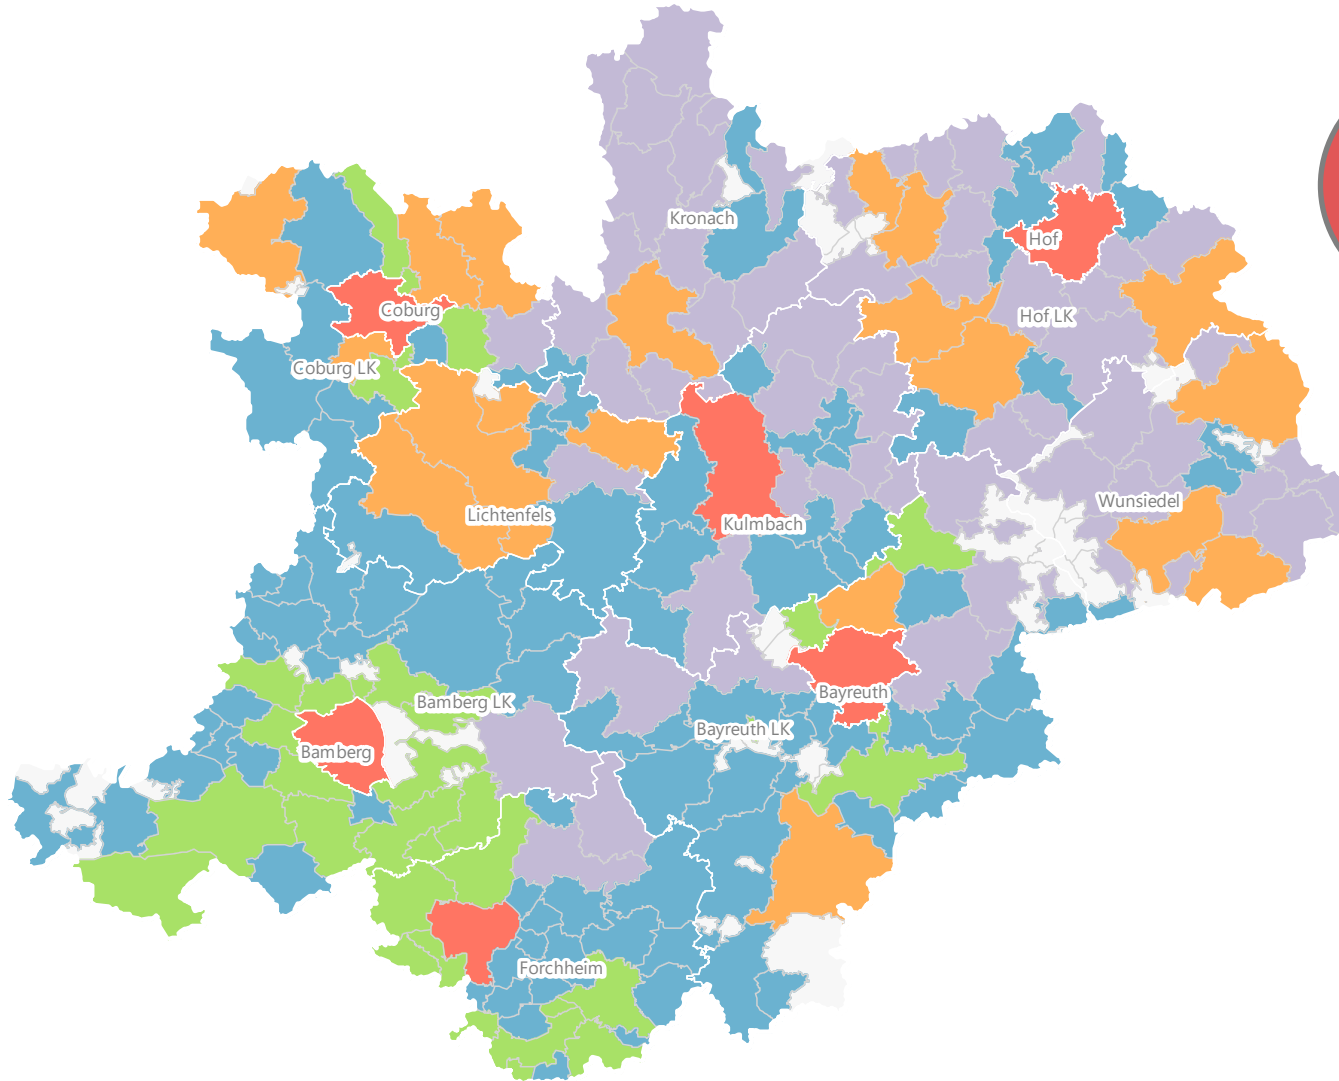 Kronach
Hof
Coburg
Hof LK
Coburg LK
Wunsiedel
Lichtenfels
Kulmbach
Bayreuth
Bamberg LK
Bayreuth LK
Bamberg
Forchheim